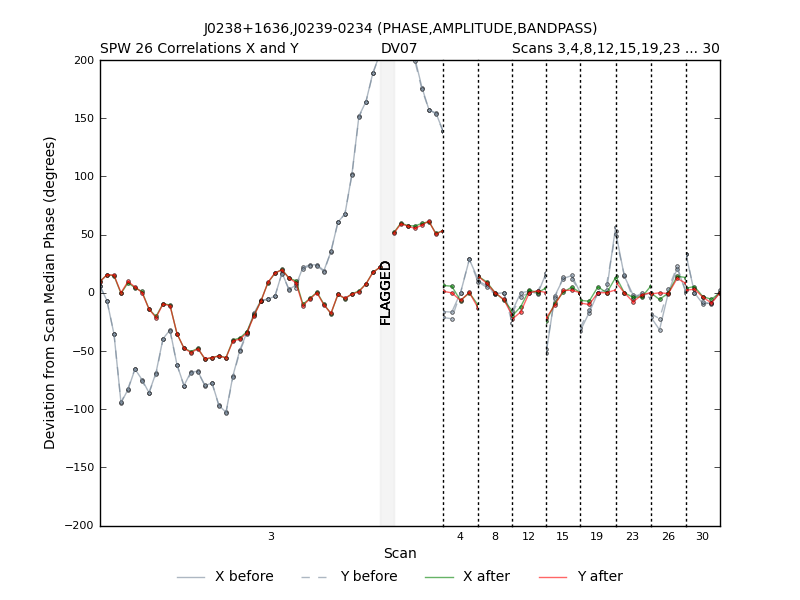 J0238+1636,J0239-0234 (PHASE,AMPLITUDE,BANDPASS)
SPW 26 Correlations X and Y DV07 Scans 3,4,8,12,15,19,23 ... 30
200
150
100
50
0
−50
−100
−150
−200
Deviation from Scan Median Phase (degrees)
FLAGGED
3 4 8 12 15 19 23 26 30
Scan
X before Y before X after Y after